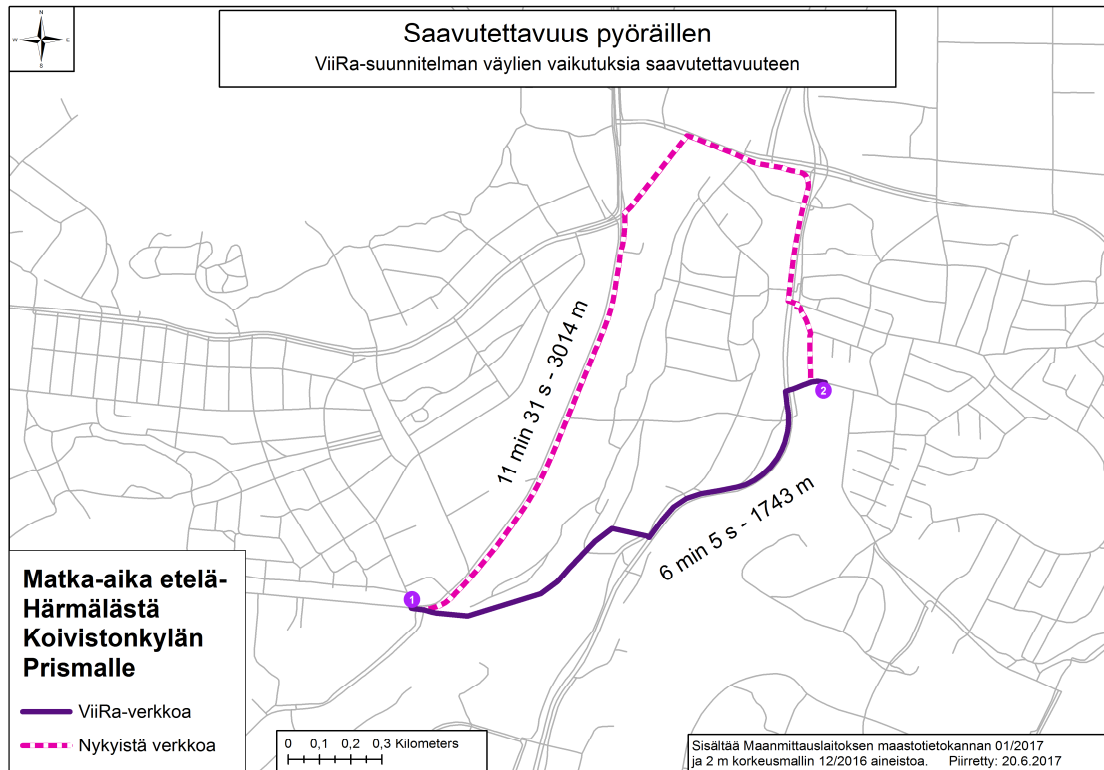 N
W
E
S
Saavutettavuus pyöräillen
ViiRa-suunnitelman väylien vaikutuksia saavutettavuuteen
11 min 31 s - 3014 m
2
6 min 5 s - 1743 m
1
Matka-aika etelä-
Härmälästä
Koivistonkylän
Prismalle
ViiRa-verkkoa
Nykyistä verkkoa
0 0,1 0,2 0,3 Kilometers
Sisältää Maanmittauslaitoksen maastotietokannan 01/2017
ja 2 m korkeusmallin 12/2016 aineistoa. Piirretty: 20.6.2017